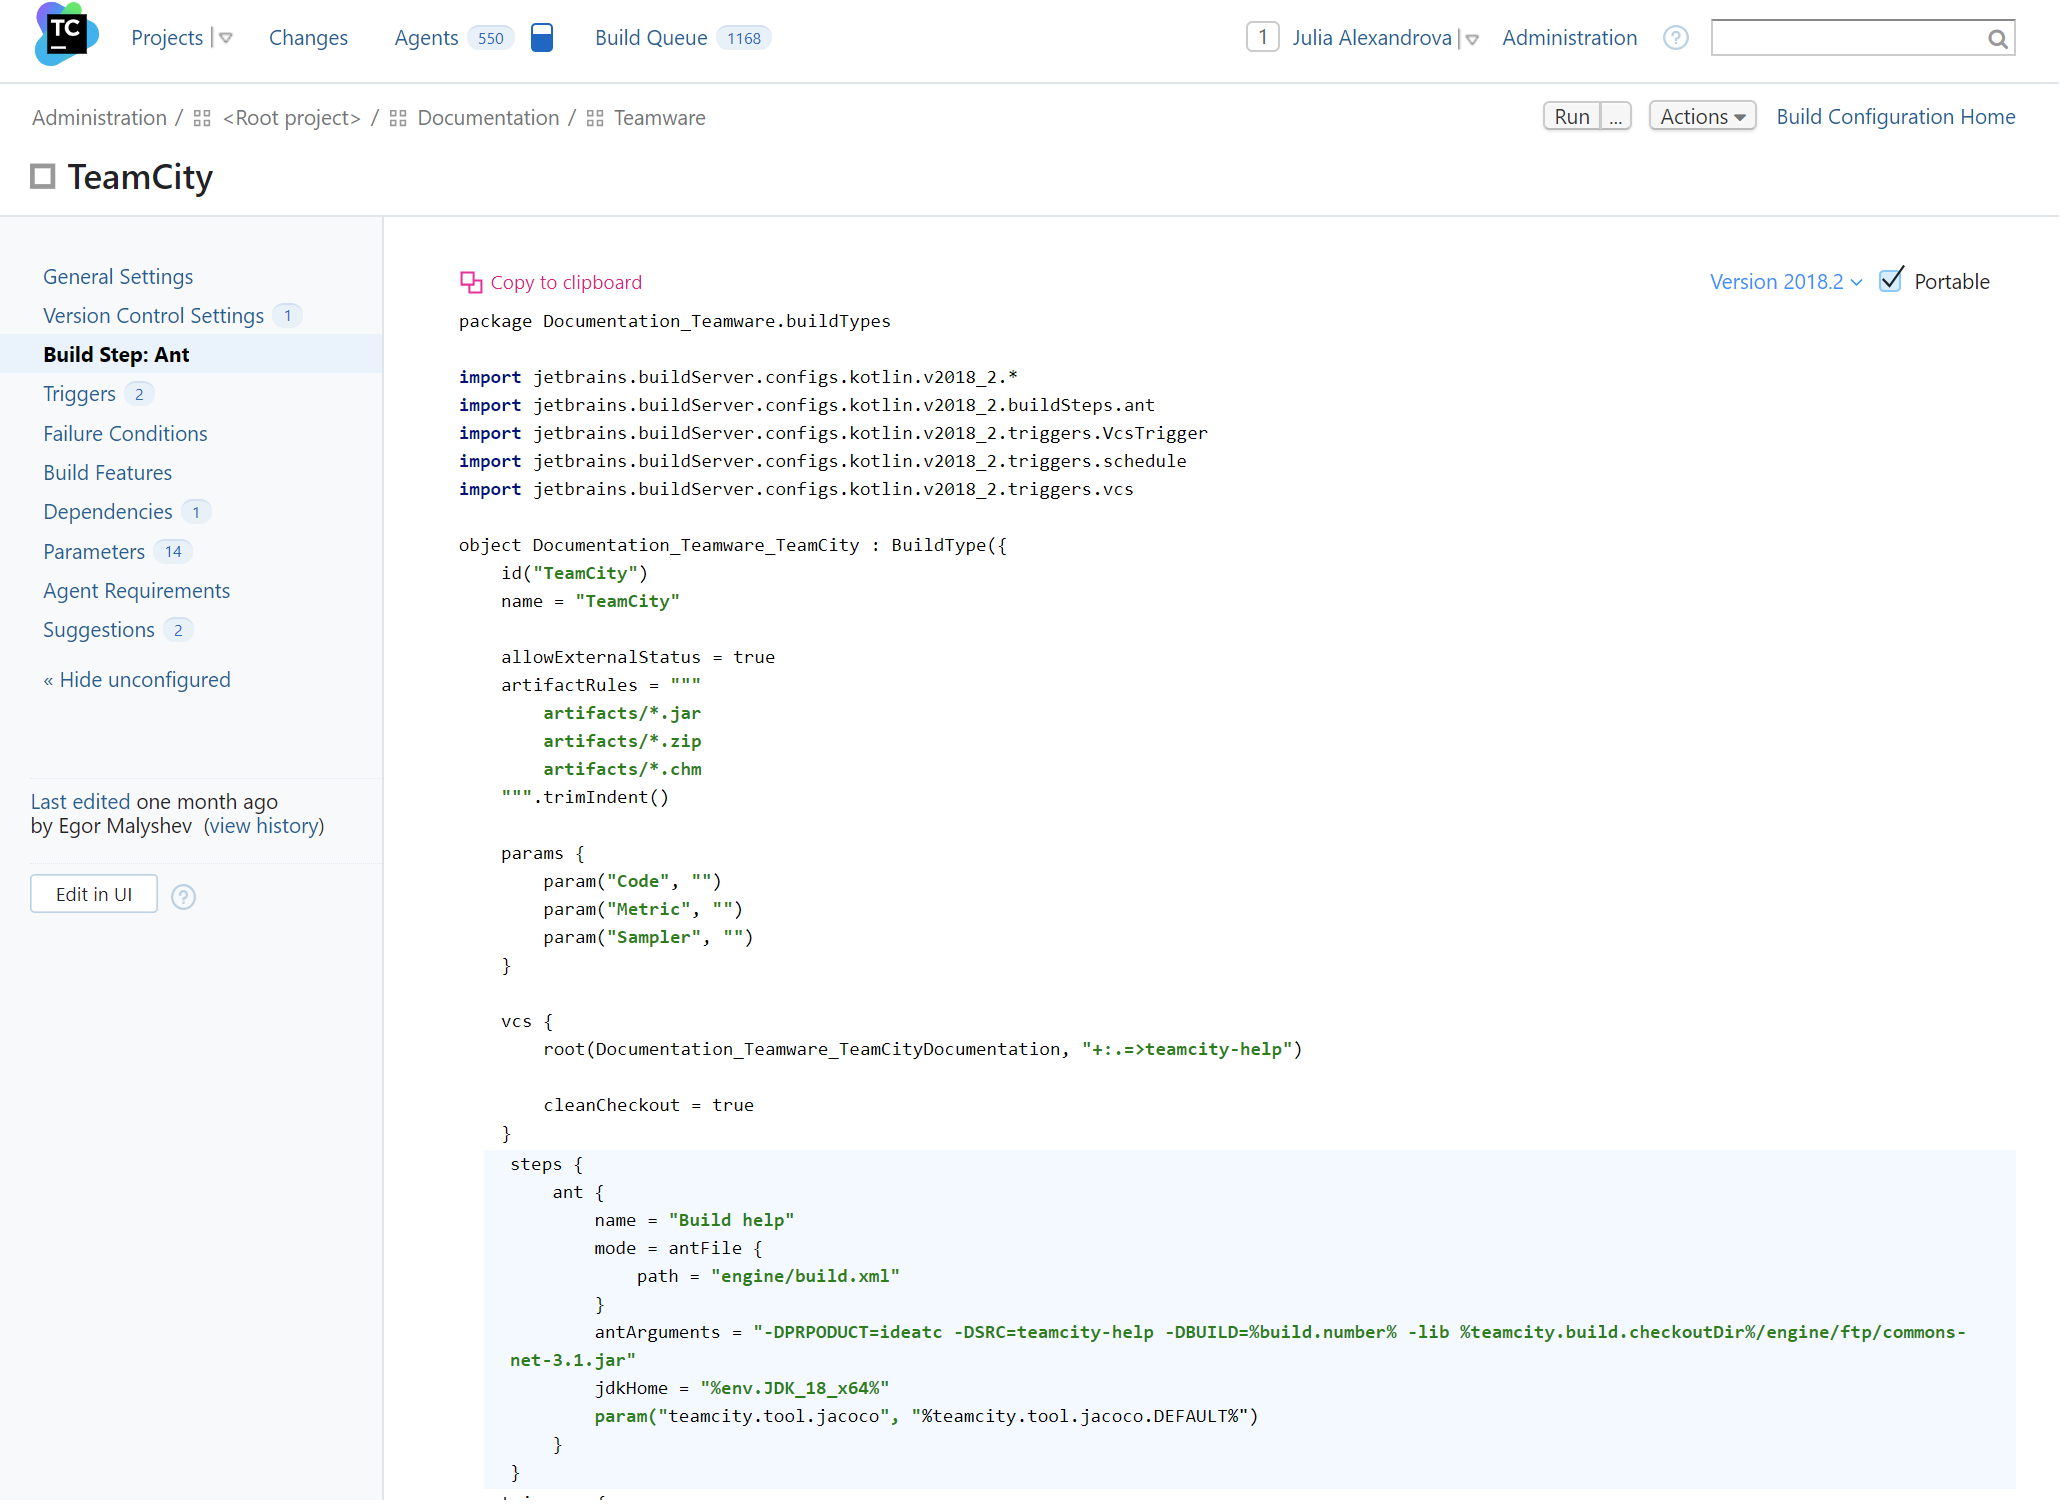 TC
Projects Changes Agents 550 Build Queue 1168 1 Julia Alexandrova Administration ?
Administration / <Root project> / Documentation / Teamware Run ... Actions Build Configuration Home
TeamCity
General Settings
Version Control Settings 1
Build Step: Ant
Triggers 2
Failure Conditions
Build Features
Dependencies 1
Parameters 14
Agent Requirements
Suggestions 2
« Hide unconfigured
Last edited one month ago
by Egor Malyshev (view history)
Edit in UI ?
Copy to clipboard Version 2018.2 Portable
package Documentation_Teamware.buildTypes
import jetbrains.buildServer.configs.kotlin.v2018_2.*
import jetbrains.buildServer.configs.kotlin.v2018_2.buildSteps.ant
import jetbrains.buildServer.configs.kotlin.v2018_2.triggers.VcsTrigger
import jetbrains.buildServer.configs.kotlin.v2018_2.triggers.schedule
import jetbrains.buildServer.configs.kotlin.v2018_2.triggers.vcs
object Documentation_Teamware_TeamCity : BuildType({
id("TeamCity")
name = "TeamCity"
allowExternalStatus = true
artifactRules = """
artifacts/*.jar
artifacts/*.zip
artifacts/*.chm
""".trimIndent()
params {
param("Code", "")
param("Metric", "")
param("Sampler", "")
}
vcs {
root(Documentation_Teamware_TeamCityDocumentation, "+:.=>teamcity-help")
cleanCheckout = true
}
steps {
ant {
name = "Build help"
mode = antFile {
path = "engine/build.xml"
}
antArguments = "-DPRPODUCT=ideatc -DSRC=teamcity-help -DBUILD=%build.number% -lib %teamcity.build.checkoutDir%/engine/ftp/commons-
net-3.1.jar"
jdkHome = "%env.JDK_18_x64%"
param("teamcity.tool.jacoco", "%teamcity.tool.jacoco.DEFAULT%")
}
}